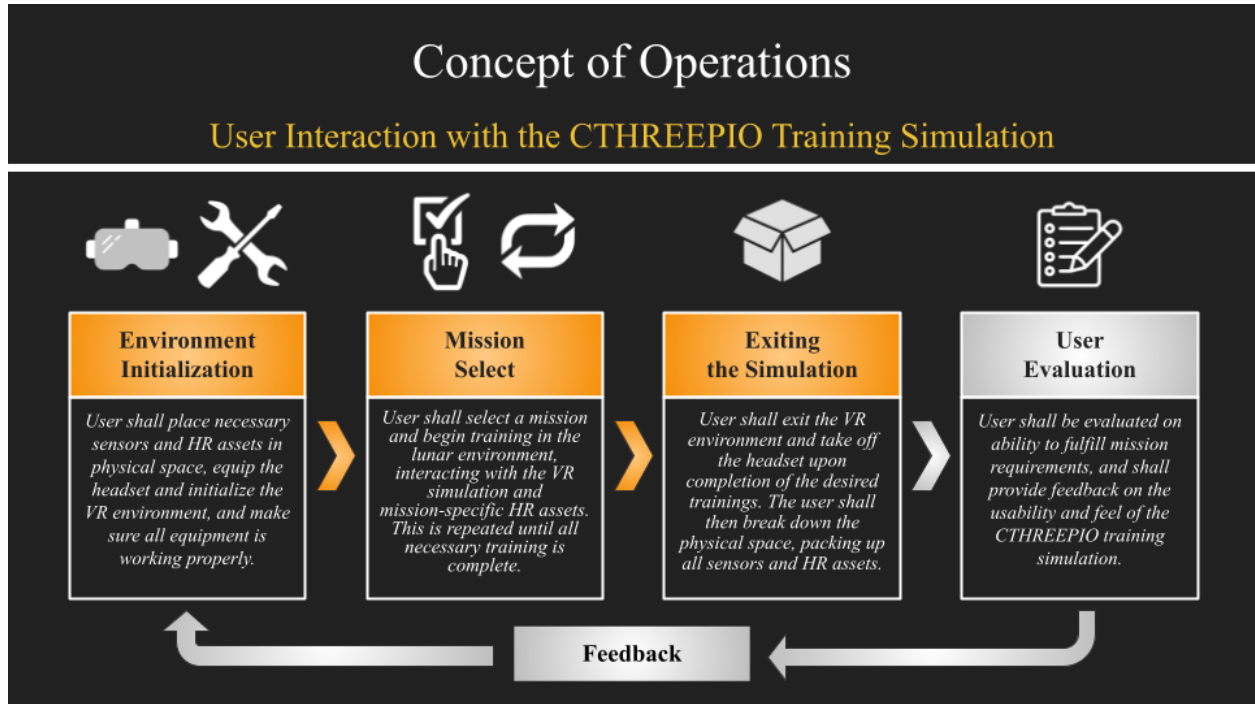 Concept of Operations
User Interaction with the CTHREEPIO Training Simulation
Environment
Initialization
User shall place necessary
sensors and HR assets in
physical space, equip the
headset and initialize the
VR environment, and make
sure all equipment is
working properly.
Mission
Select
User shall select a mission
and begin training in the
lunar environment,
interacting with the VR
simulation and
mission-specific HR assets.
This is repeated until all
necessary training is
complete.
Exiting
the Simulation
User shall exit the VR
environment and take off
the headset upon
completion of the desired
trainings. The user shall
then break down the
physical space, packing up
all sensors and HR assets.
User
Evaluation
User shall be evaluated on
ability to fulfill mission
requirements, and shall
provide feedback on the
usability and feel of the
CTHREEPIO training
simulation.
Feedback